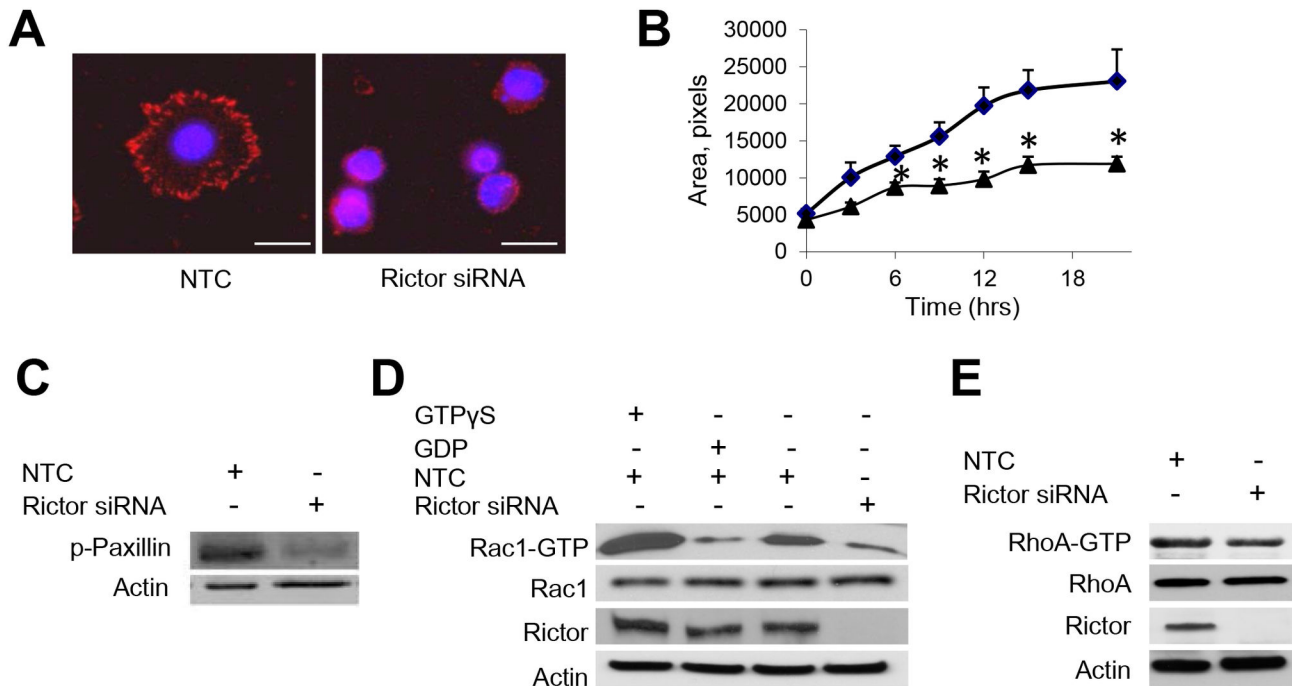 A
NTC
Rictor siRNA
B
Area, pixels
30000
25000
20000
15000
10000
5000
0
* * * * * *
0 6 12 18
Time (hrs)
C
NTC + -
Rictor siRNA - +
p-Paxillin
Actin
D
GTPγS + - - -
GDP - + - -
NTC + + + -
Rictor siRNA - - - +
Rac1-GTP
Rac1
Rictor
Actin
E
NTC + -
Rictor siRNA - +
RhoA-GTP
RhoA
Rictor
Actin